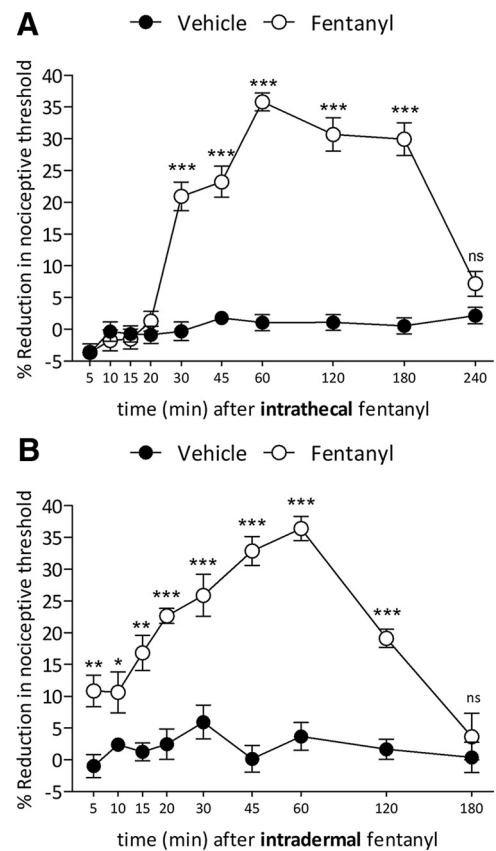 A
Vehicle Fentanyl
% Reduction in nociceptive threshold
40
35
30
25
20
15
10
5
0
-5
*** *** *** *** *** ns
5 10 15 20 30 45 60 120 180 240
time (min) after intrathecal fentanyl
B
Vehicle Fentanyl
% Reduction in nociceptive threshold
40
35
30
25
20
15
10
5
0
-5
** * ** *** *** *** *** *** ns
5 10 15 20 30 45 60 120 180
time (min) after intradermal fentanyl